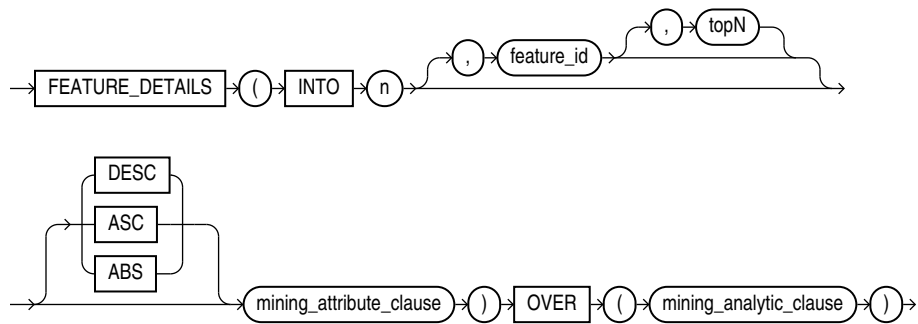 , topN
, feature_id
FEATURE_DETAILS ( INTO n
DESC
ASC
ABS
mining_attribute_clause ) OVER ( mining_analytic_clause )